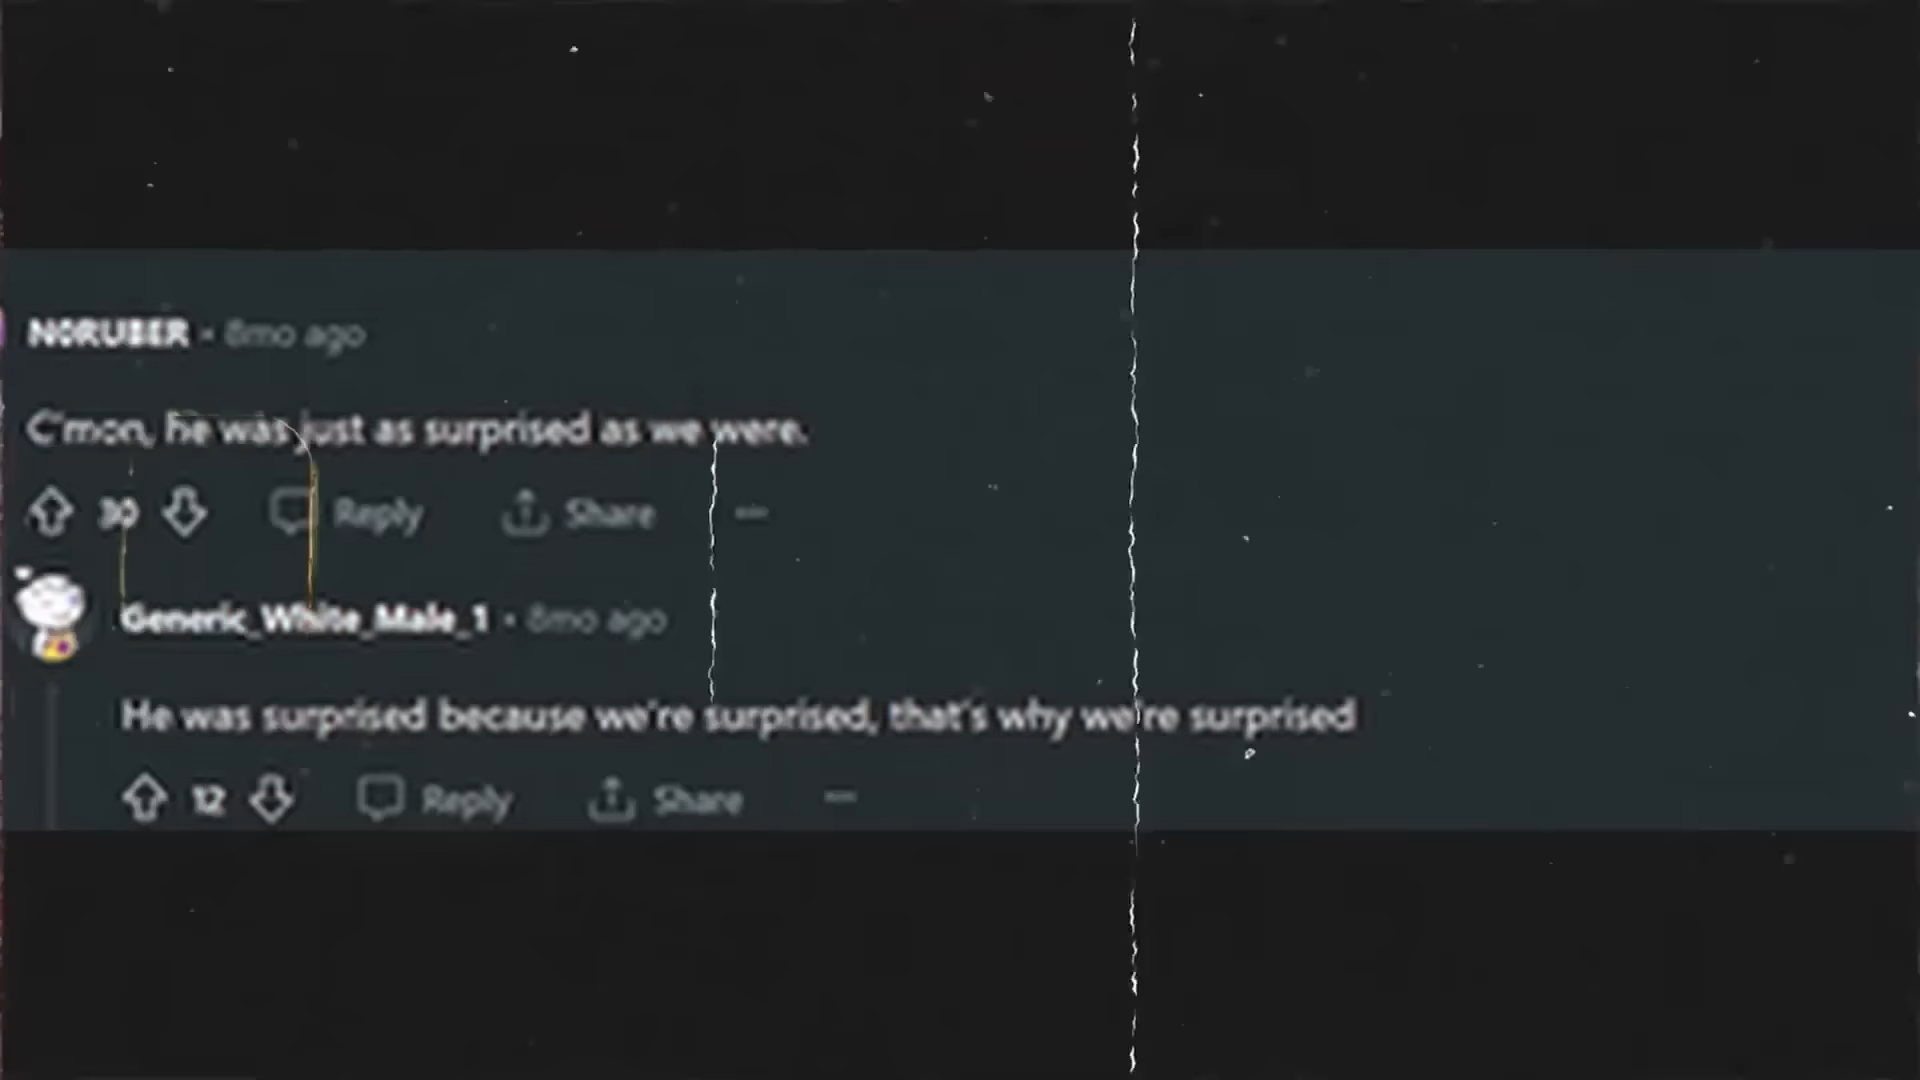 N0RUBER • 8mo ago
C'mon, he was just as surprised as we were.
30 Reply Share
Generic_White_Male_1 • 8mo ago
He was surprised because we're surprised, that's why we're surprised
12 Reply Share